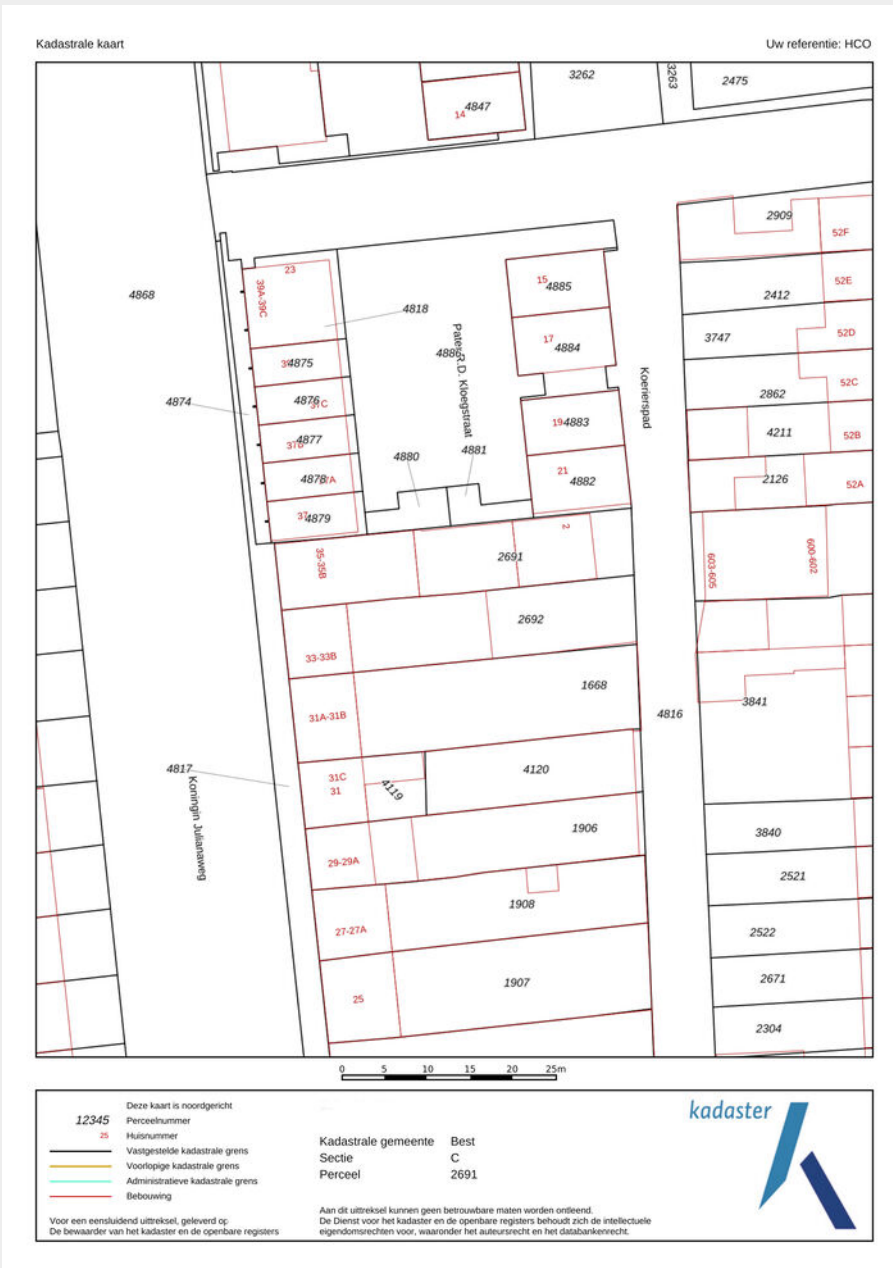 Kadastrale kaart
Uw referentie: HCO
3262
3263
2475
14
4847
2909
52F
23
39A-39C
4868
4818
15
4885
2412
52E
Pater R.D. Kloegstraat
4886
17
4884
3747
52D
4875
4874
4876
37C
Koerierspad
2862
52C
4877
37B
19
4883
4211
52B
4880
4881
4878
37A
21
4882
2126
52A
37
4879
2
35-35B
2691
603-605
600-602
2692
33-33B
1668
31A-31B
4816
3841
4817
31C
31
4119
4120
Koningin Julianaweg
1906
3840
29-29A
2521
1908
27-27A
2522
1907
25
2671
2304
0 5 10 15 20 25m
Deze kaart is noordgericht
12345 Perceelnummer
25 Huisnummer
Vastgestelde kadastrale grens
Voorlopige kadastrale grens
Administratieve kadastrale grens
Bebouwing
Voor een eensluidend uittreksel, geleverd op
De bewaarder van het kadaster en de openbare registers
Kadastrale gemeente Best
Sectie C
Perceel 2691
Aan dit uittreksel kunnen geen betrouwbare maten worden ontleend.
De Dienst voor het kadaster en de openbare registers behoudt zich de intellectuele
eigendomsrechten voor, waaronder het auteursrecht en het databankenrecht.
kadaster